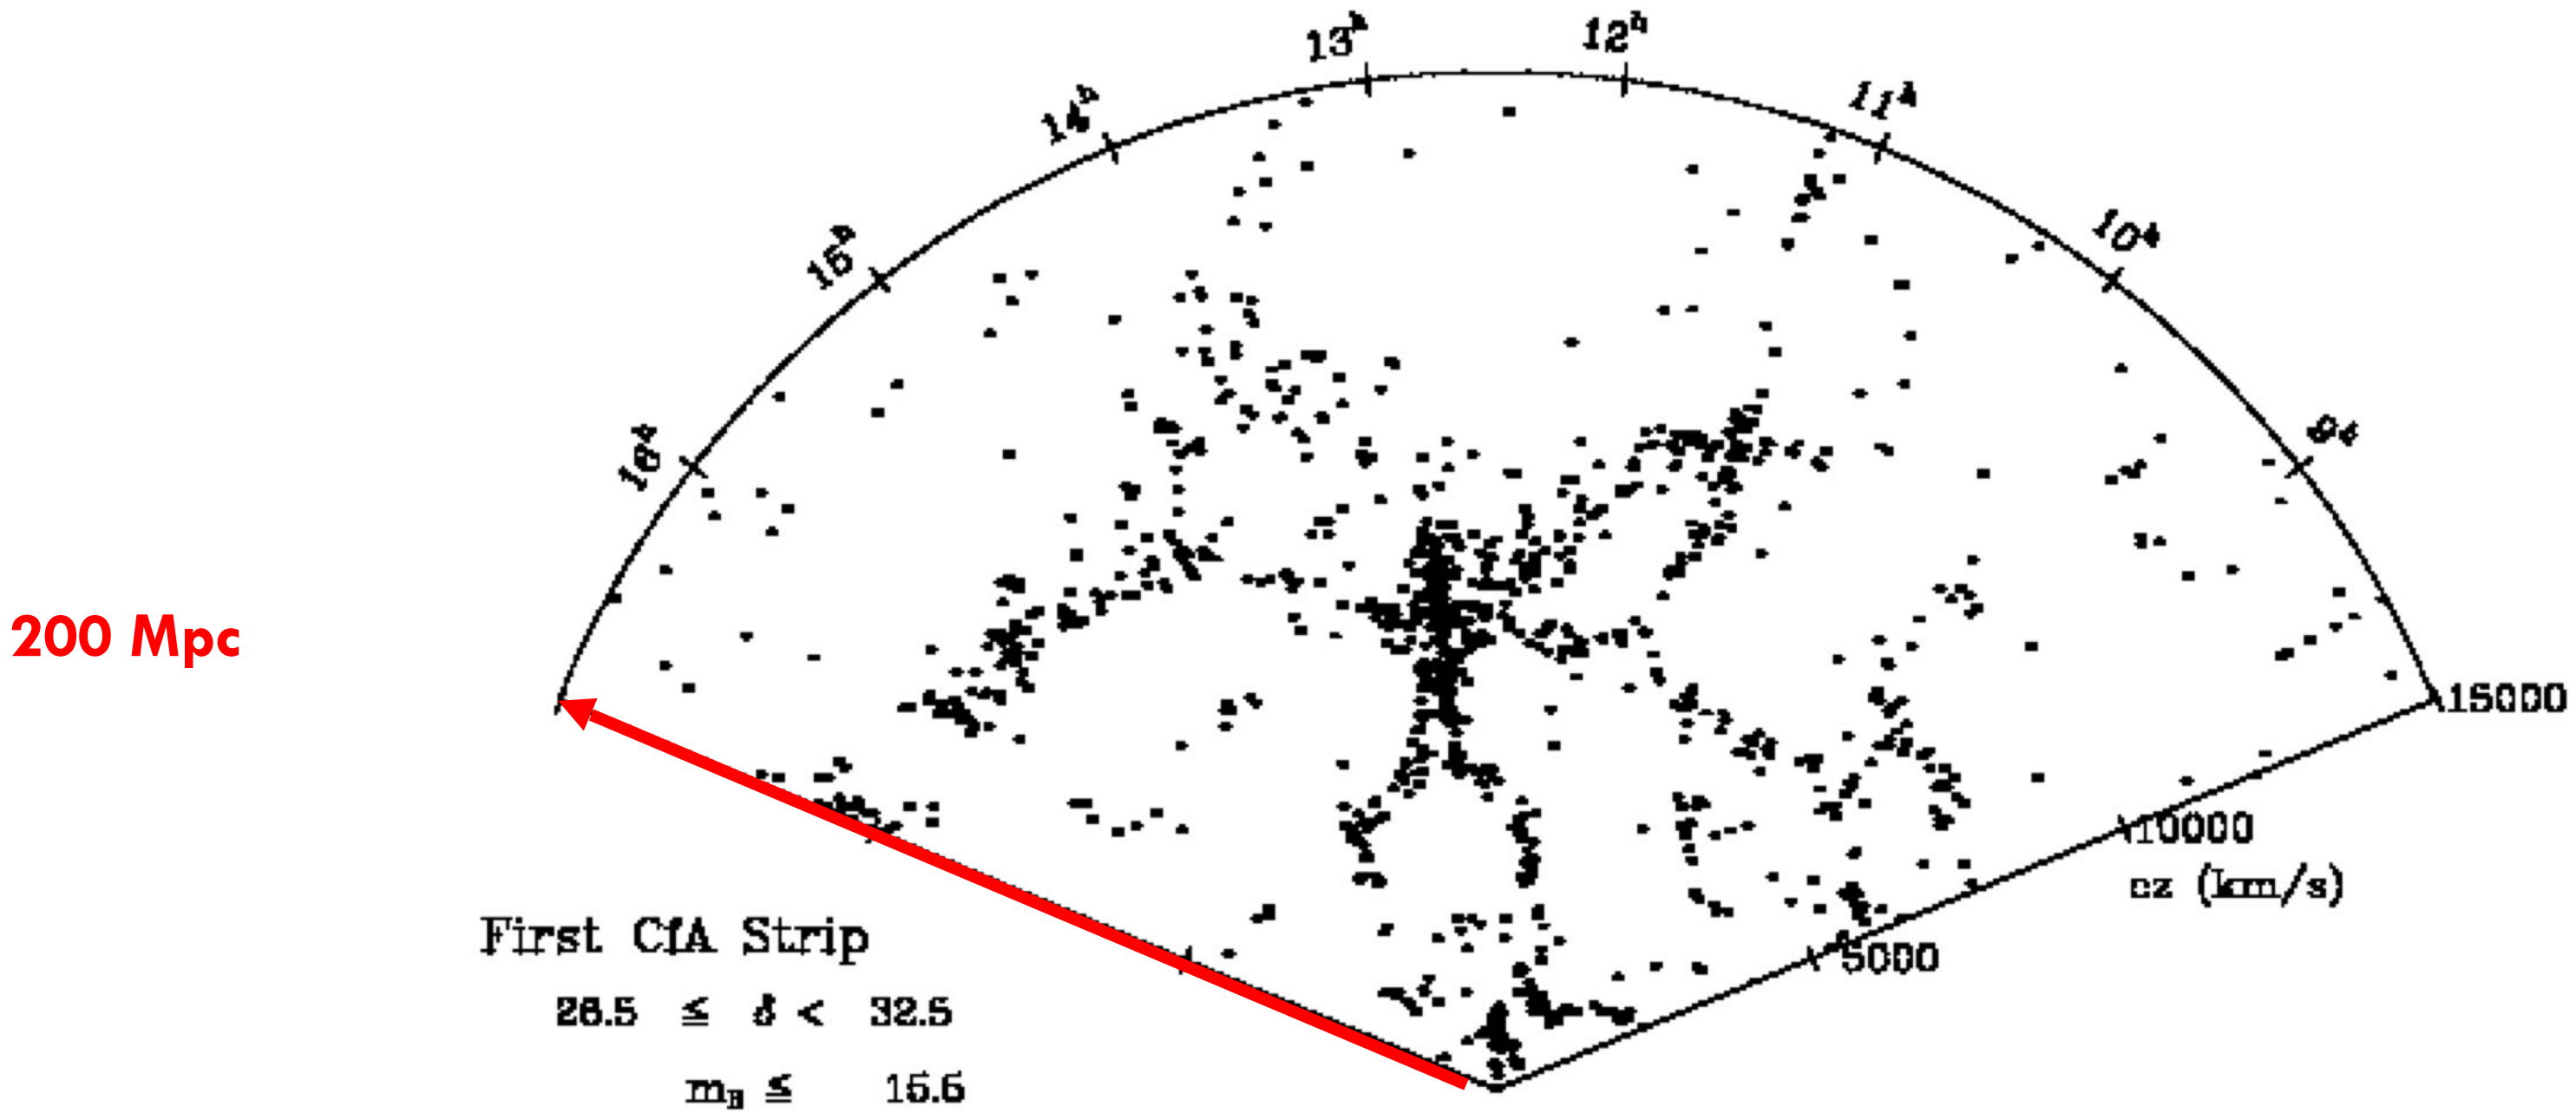 13ʰ 12ʰ
14ʰ 11ʰ
15ʰ 10ʰ
16ʰ 9ʰ
200 Mpc
15000
10000
cz (km/s)
First CfA Strip
5000
26.5 ≤ δ < 32.5
mB ≤ 15.5